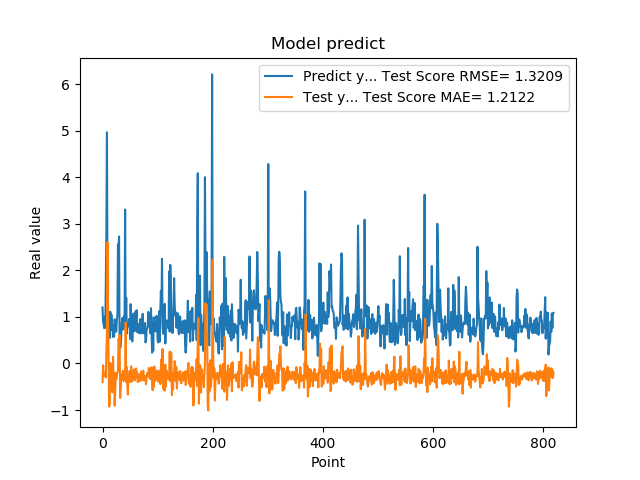 Model predict
Predict y... Test Score RMSE= 1.3209
Test y... Test Score MAE= 1.2122
6
5
4
3
2
1
0
−1
Real value
0 200 400 600 800
Point